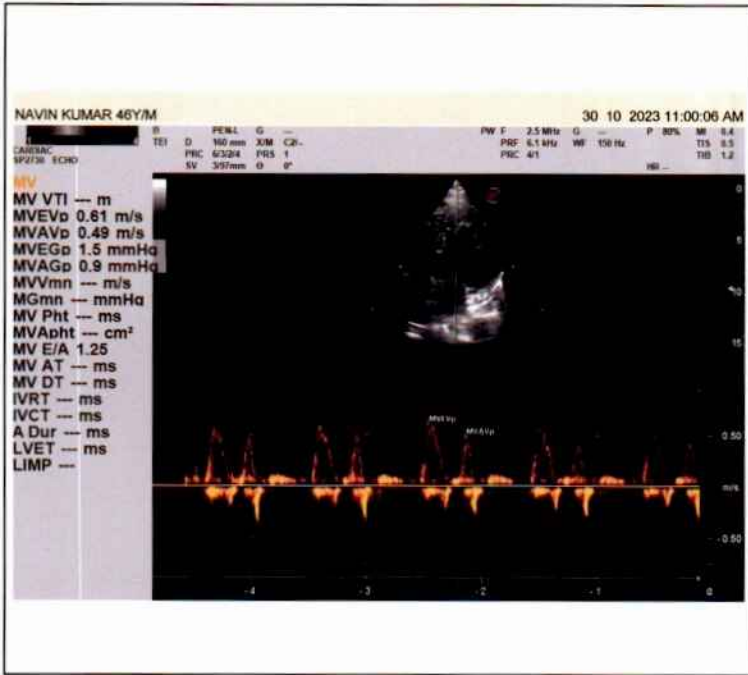 NAVIN KUMAR 46Y/M
30 10 2023 11:00:06 AM
CARDIAC
SP2730 ECHO
B PEN-L G ---
TEI D 160 mm X/M C2/--
PRC 6/3/2/4 PRS 1
SV 3/97mm Θ 0°
PW F 2.5 MHz G --- P 80% MI 0.4
PRF 6.1 kHz WF 150 Hz TIS 0.5
PRC 4/1 TIB 1.2
HR --
MV
MV VTI --- m
MVEVp 0.61 m/s
MVAVp 0.49 m/s
MVEGp 1.5 mmHg
MVAGp 0.9 mmHg
MVVmn --- m/s
MGmn --- mmHg
MV Pht --- ms
MVApht --- cm²
MV E/A 1.25
MV AT --- ms
MV DT --- ms
IVRT --- ms
IVCT --- ms
A Dur --- ms
LVET --- ms
LIMP ---
0
5
10
15
MVEVp
MVAVp
0.50
m/s
-0.50
-4 -3 -2 -1 0